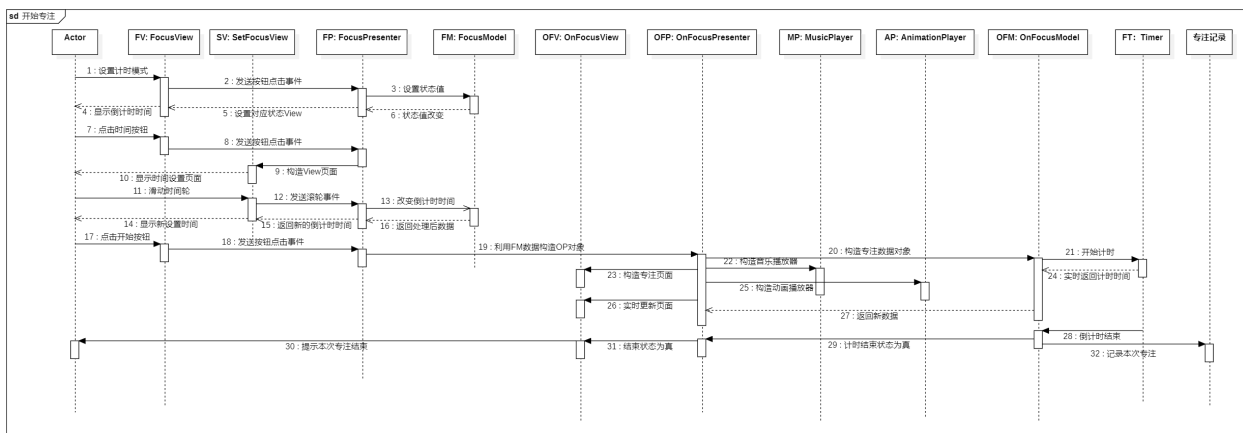 sd 开始专注
Actor
FV: FocusView
SV: SetFocusView
FP: FocusPresenter
FM: FocusModel
OFV: OnFocusView
OFP: OnFocusPresenter
MP: MusicPlayer
AP: AnimationPlayer
OFM: OnFocusModel
FT: Timer
专注记录
1 : 设置计时模式
2 : 发送按钮点击事件
3 : 设置状态值
4 : 显示倒计时时间
5 : 设置对应状态View
6 : 状态值改变
7 : 点击时间按钮
8 : 发送按钮点击事件
9 : 构造View页面
10 : 显示时间设置页面
11 : 滑动时间轮
12 : 发送滚轮事件
13 : 改变倒计时时间
14 : 显示新设置时间
15 : 返回新的倒计时时间
16 : 返回处理后数据
17 : 点击开始按钮
18 : 发送按钮点击事件
19 : 利用FM数据构造OP对象
20 : 构造专注数据对象
21 : 开始计时
22 : 构造音乐播放器
23 : 构造专注页面
24 : 实时返回计时时间
25 : 构造动画播放器
26 : 实时更新页面
27 : 返回新数据
28 : 倒计时结束
29 : 计时结束状态为真
30 : 提示本次专注结束
31 : 结束状态为真
32 : 记录本次专注